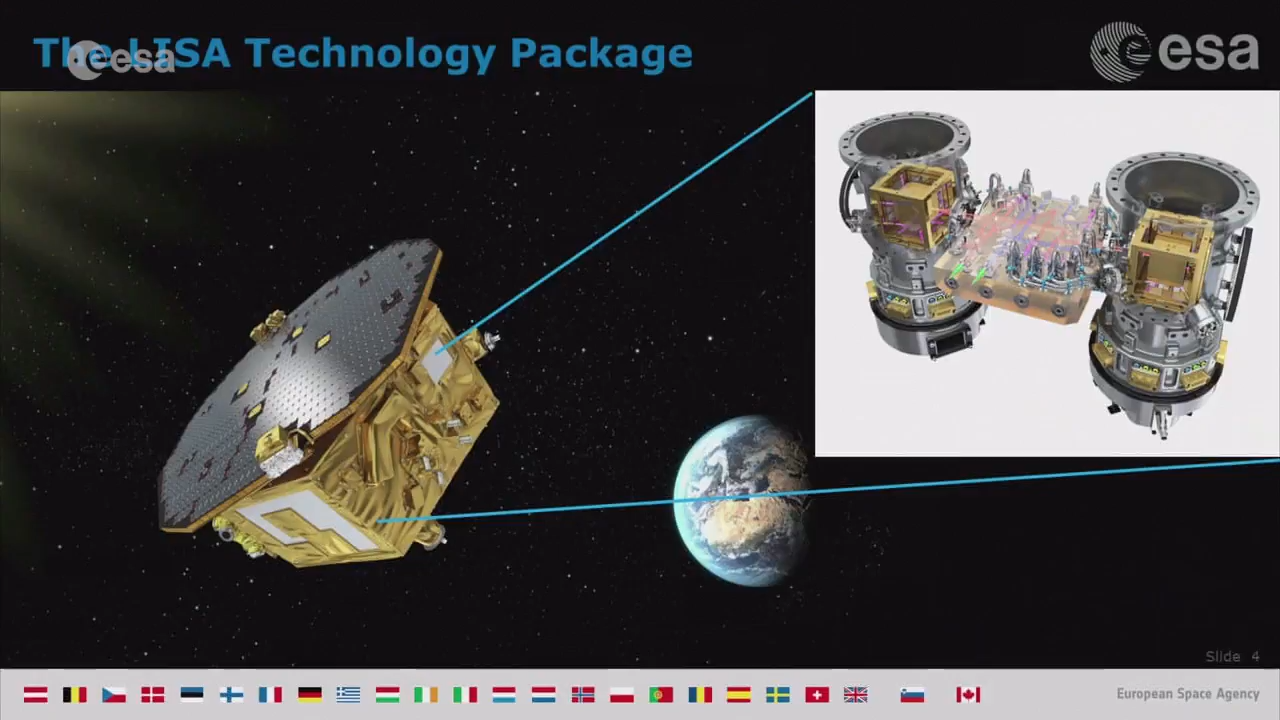 The LISA Technology Package
esa
esa
Slide 4
European Space Agency